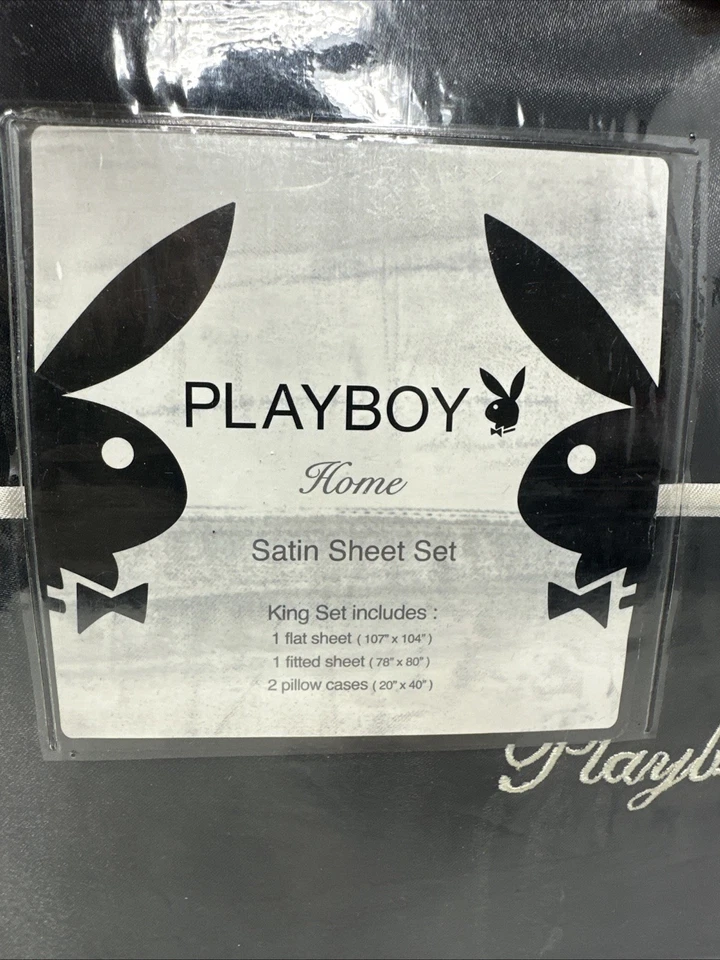 PLAYBOY
Home
Satin Sheet Set
King Set includes :
1 flat sheet ( 107" x 104" )
1 fitted sheet ( 78" x 80" )
2 pillow cases ( 20" x 40" )
Playb